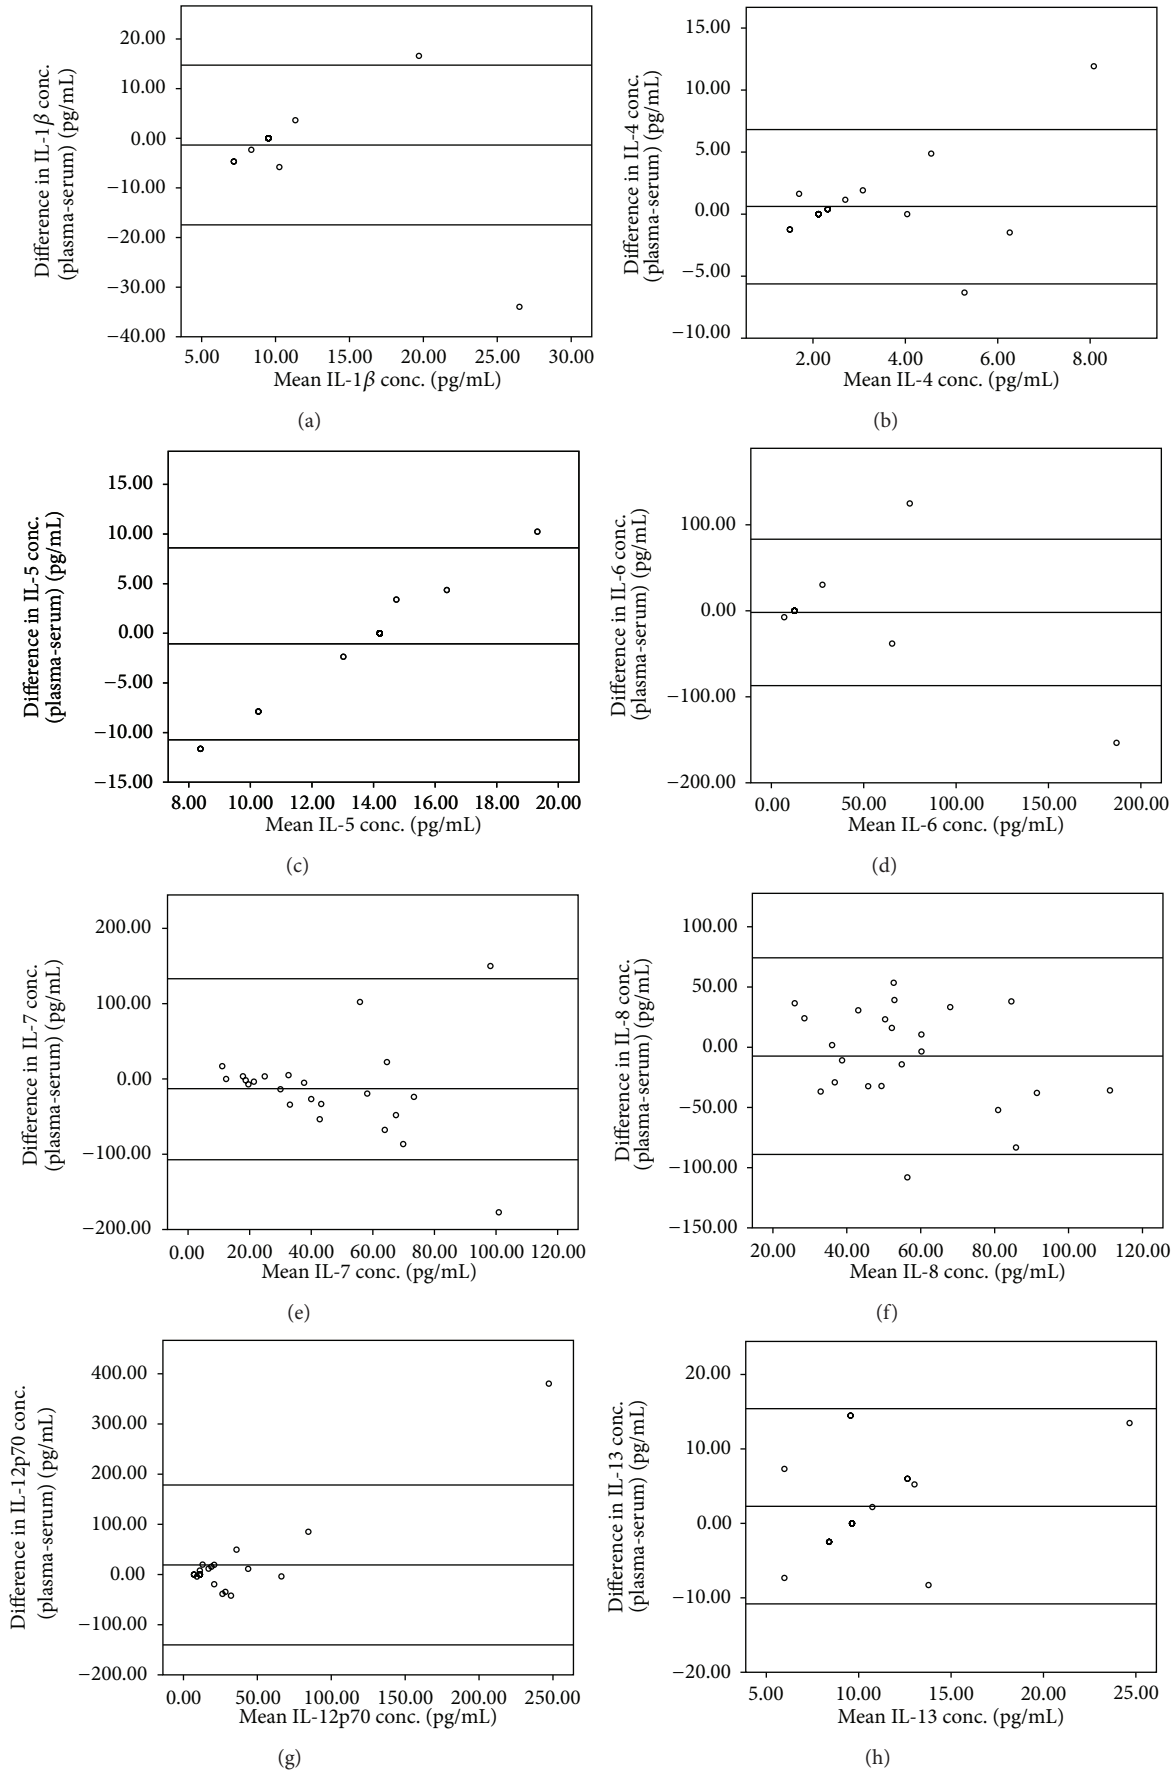 Difference in IL-1β conc.
(plasma-serum) (pg/mL)
20.00
10.00
0.00
−10.00
−20.00
−30.00
−40.00
5.00 10.00 15.00 20.00 25.00 30.00
Mean IL-1β conc. (pg/mL)
(a)
Difference in IL-4 conc.
(plasma-serum) (pg/mL)
15.00
10.00
5.00
0.00
−5.00
−10.00
2.00 4.00 6.00 8.00
Mean IL-4 conc. (pg/mL)
(b)
Difference in IL-5 conc.
(plasma-serum) (pg/mL)
15.00
10.00
5.00
0.00
−5.00
−10.00
−15.00
8.00 10.00 12.00 14.00 16.00 18.00 20.00
Mean IL-5 conc. (pg/mL)
(c)
Difference in IL-6 conc.
(plasma-serum) (pg/mL)
100.00
0.00
−100.00
−200.00
0.00 50.00 100.00 150.00 200.00
Mean IL-6 conc. (pg/mL)
(d)
Difference in IL-7 conc.
(plasma-serum) (pg/mL)
200.00
100.00
0.00
−100.00
−200.00
0.00 20.00 40.00 60.00 80.00 100.00 120.00
Mean IL-7 conc. (pg/mL)
(e)
Difference in IL-8 conc.
(plasma-serum) (pg/mL)
100.00
50.00
0.00
−50.00
−100.00
−150.00
20.00 40.00 60.00 80.00 100.00 120.00
Mean IL-8 conc. (pg/mL)
(f)
Difference in IL-12p70 conc.
(plasma-serum) (pg/mL)
400.00
300.00
200.00
100.00
0.00
−100.00
−200.00
0.00 50.00 100.00 150.00 200.00 250.00
Mean IL-12p70 conc. (pg/mL)
(g)
Difference in IL-13 conc.
(plasma-serum) (pg/mL)
20.00
10.00
0.00
−10.00
−20.00
5.00 10.00 15.00 20.00 25.00
Mean IL-13 conc. (pg/mL)
(h)